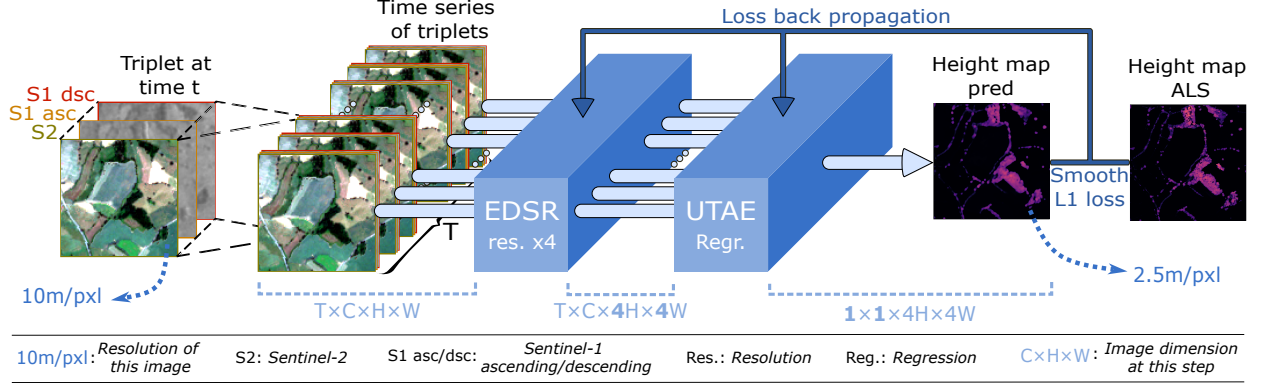 Loss back propagation
Time series
of triplets
Triplet at
time t
S1 dsc
S1 asc
S2
T
EDSR
res. x4
UTAE
Regr.
Height map
pred
Height map
ALS
Smooth
L1 loss
10m/pxl
2.5m/pxl
T×C×H×W
T×C×4H×4W
1×1×4H×4W
10m/pxl: Resolution of
this image
S2: Sentinel-2
S1 asc/dsc: Sentinel-1
ascending/descending
Res.: Resolution
Reg.: Regression
C×H×W: Image dimension
at this step